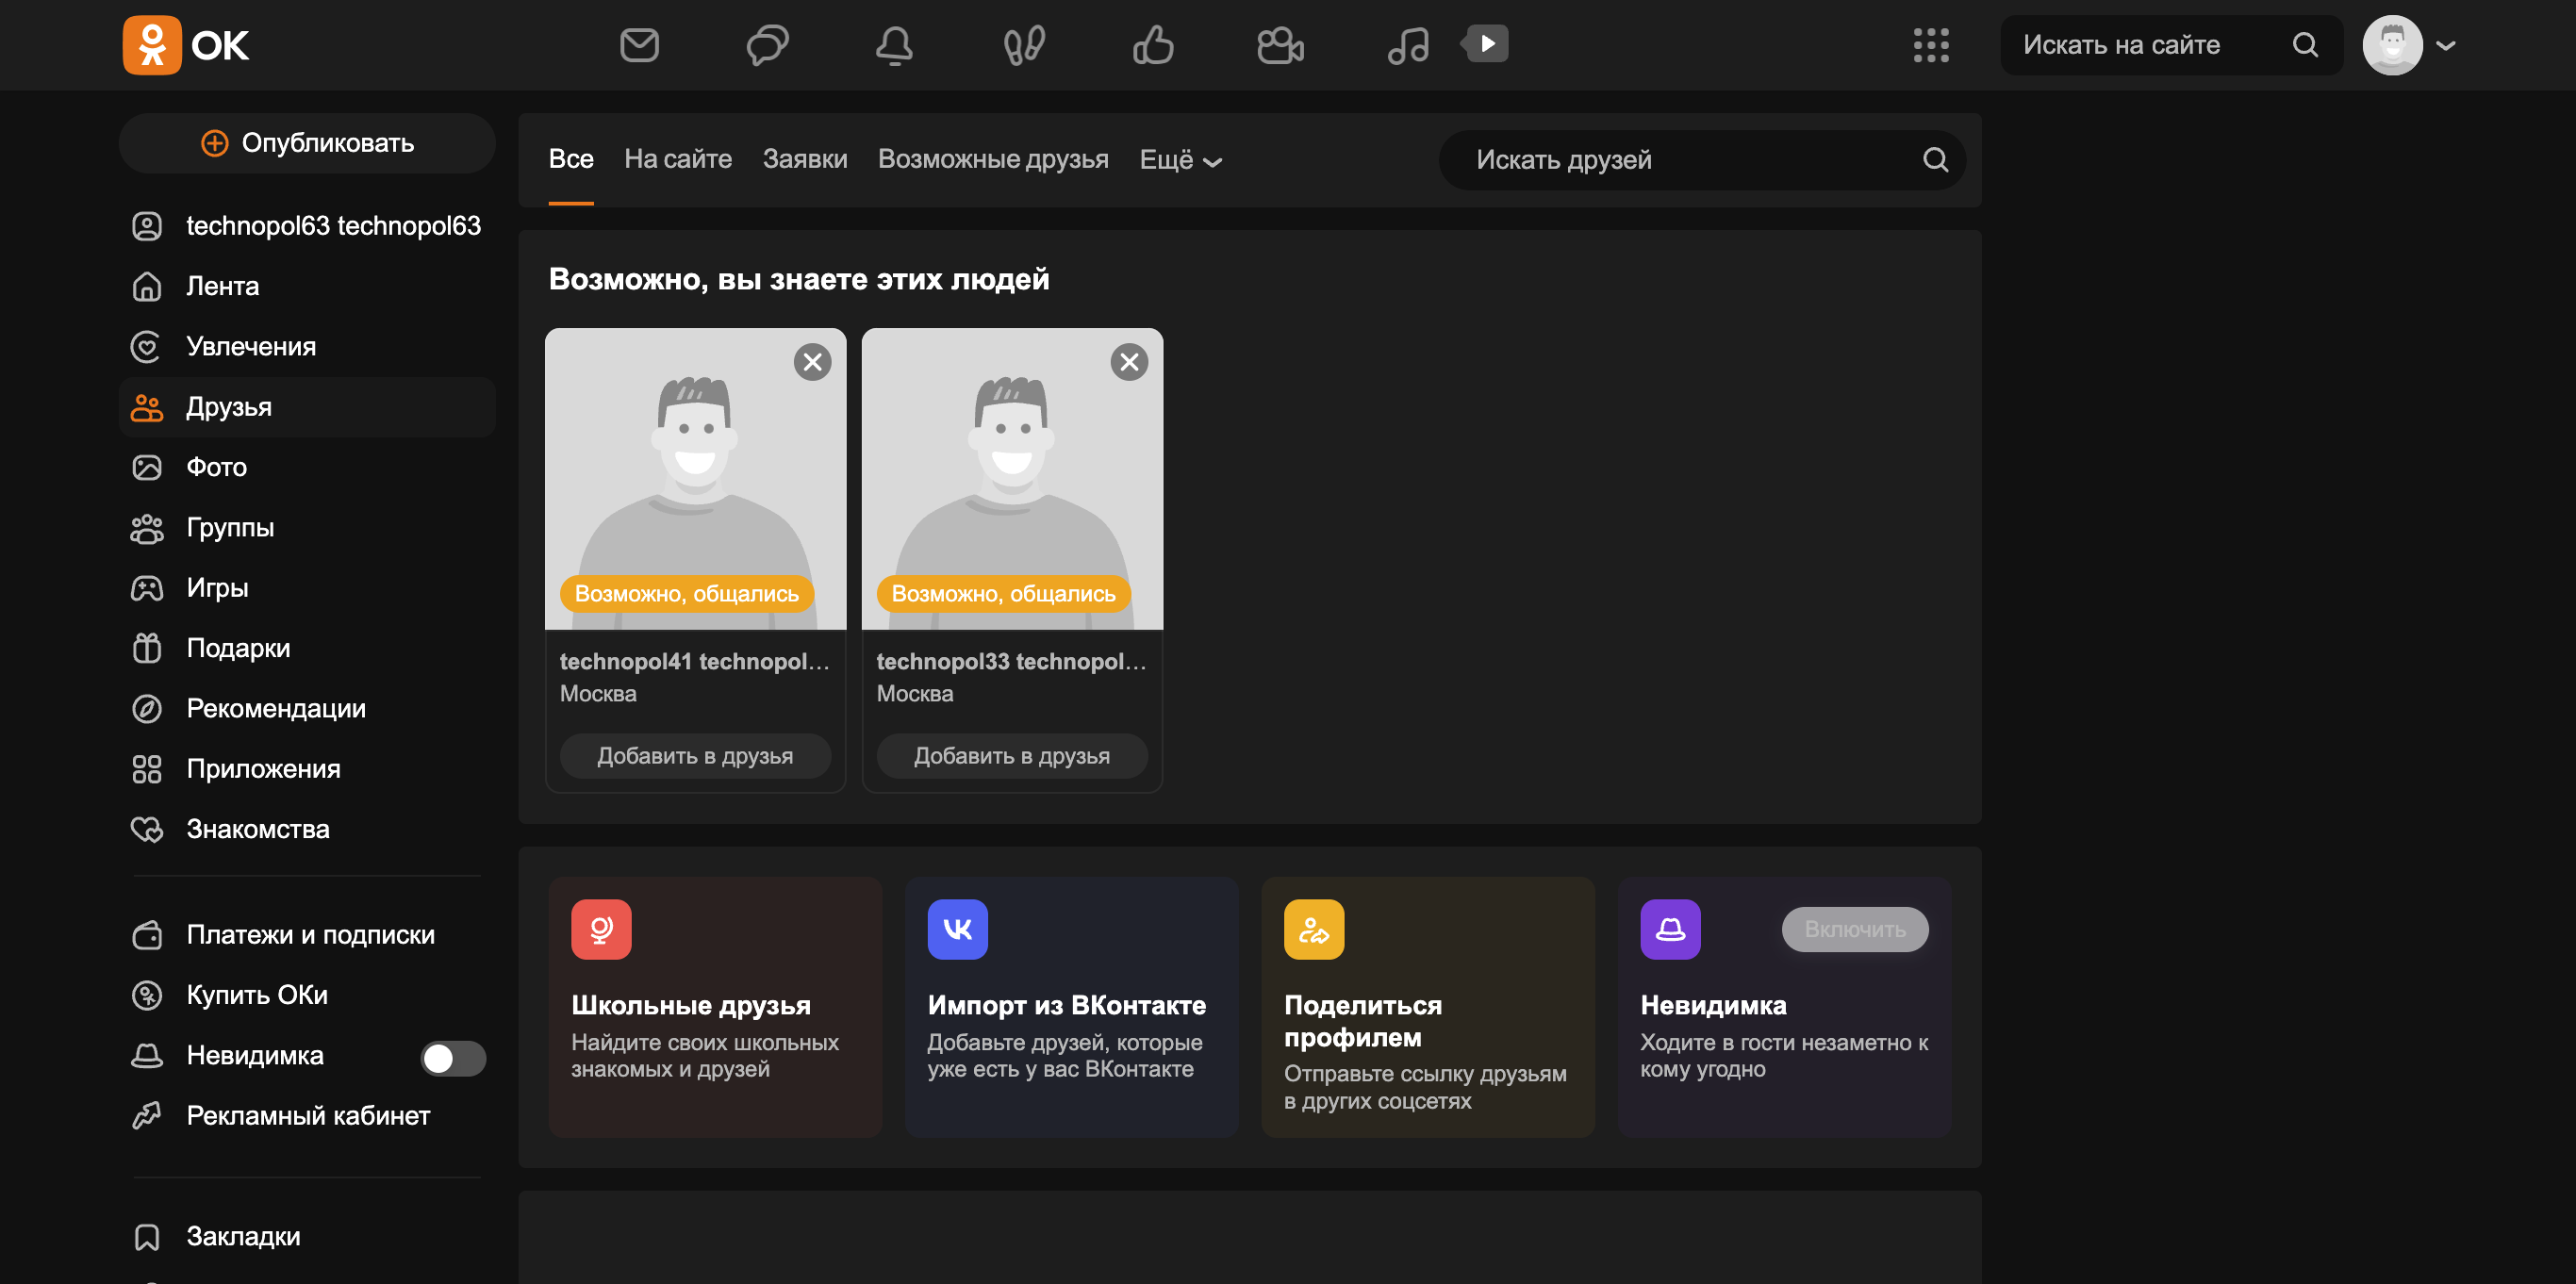 ОК
Искать на сайте
Опубликовать
technopol63 technopol63
Лента
Увлечения
Друзья
Фото
Группы
Игры
Подарки
Рекомендации
Приложения
Знакомства
Платежи и подписки
Купить ОКи
Невидимка
Рекламный кабинет
Закладки
Все
На сайте
Заявки
Возможные друзья
Ещё
Искать друзей
Возможно, вы знаете этих людей
Возможно, общались
technopol41 technopol...
Москва
Добавить в друзья
Возможно, общались
technopol33 technopol...
Москва
Добавить в друзья
Школьные друзья
Найдите своих школьных
знакомых и друзей
Импорт из ВКонтакте
Добавьте друзей, которые
уже есть у вас ВКонтакте
Поделиться
профилем
Отправьте ссылку друзьям
в других соцсетях
Включить
Невидимка
Ходите в гости незаметно к
кому угодно